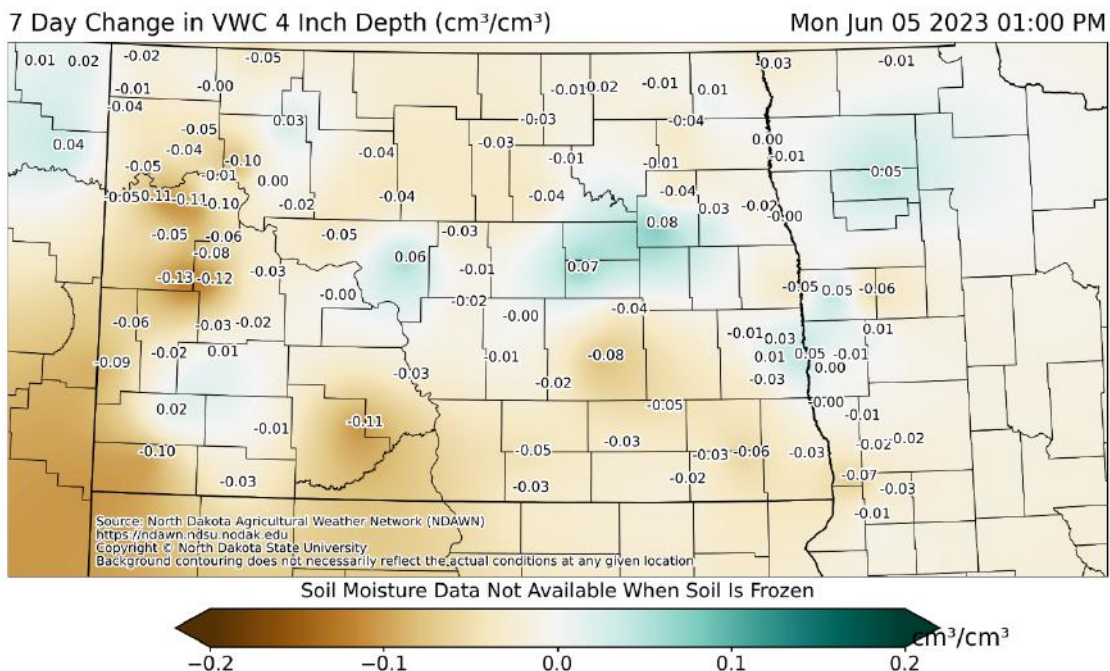 7 Day Change in VWC 4 Inch Depth (cm³/cm³) Mon Jun 05 2023 01:00 PM
0.01 0.02 -0.02 -0.05 -0.03 -0.01
-0.01 -0.00 -0.01 0.02 -0.01 0.01
-0.04 0.03 -0.03 -0.04
-0.05 -0.03 0.00
0.04 -0.04 -0.10 -0.04 -0.01 -0.01 -0.01
-0.05 -0.01 0.00 0.05
-0.05 -0.11 -0.11 -0.10 -0.02 -0.04 -0.04 -0.04 0.03 -0.02 -0.00
-0.05 -0.06 -0.05 -0.03 0.08
-0.08 0.06 -0.01 0.07
-0.13 -0.12 -0.03 -0.00 -0.02 -0.04 -0.05 0.05 -0.06
-0.06 -0.03 -0.02 -0.00 -0.01 0.03 0.01
-0.09 -0.02 0.01 -0.03 -0.01 -0.08 0.01 0.05 -0.01
-0.02 -0.03 0.00
0.02 -0.01 -0.11 -0.05 -0.00 -0.01
-0.10 -0.05 -0.03 -0.03 -0.06 -0.03 -0.02 -0.02
-0.03 -0.03 -0.02 -0.07 -0.03
-0.01
Source: North Dakota Agricultural Weather Network (NDAWN)
https://ndawn.ndsu.nodak.edu
Copyright © North Dakota State University
Background contouring does not necessarily reflect the actual conditions at any given location
Soil Moisture Data Not Available When Soil Is Frozen
cm³/cm³
−0.2 −0.1 0.0 0.1 0.2